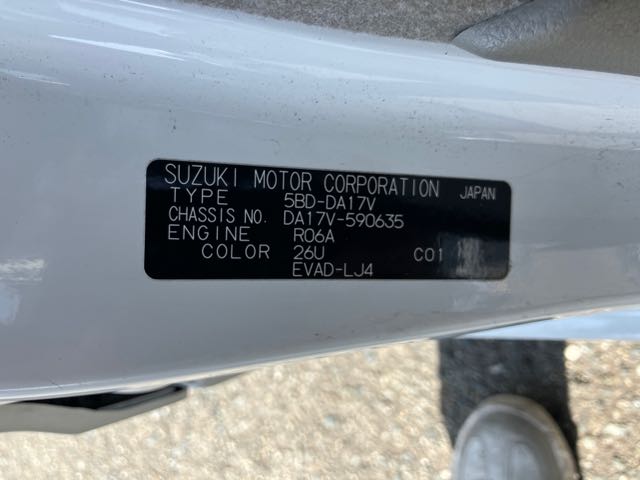 SUZUKI MOTOR CORPORATION JAPAN
TYPE 5BD-DA17V
CHASSIS NO. DA17V-590635
ENGINE R06A
COLOR 26U C01
EVAD-LJ4